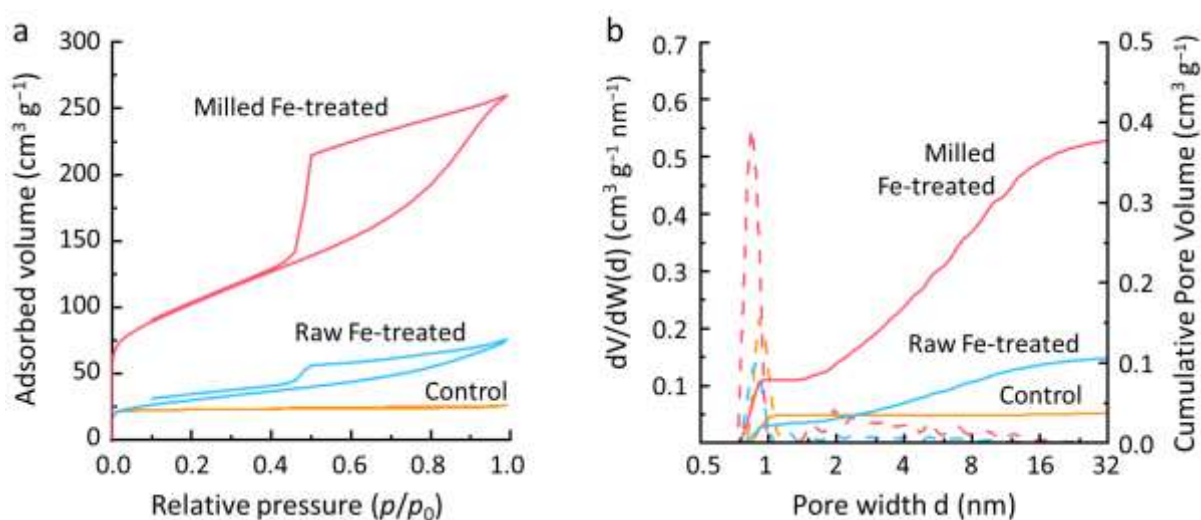 a
300
250
200
150
100
50
0
0.0 0.2 0.4 0.6 0.8 1.0
Adsorbed volume (cm³ g⁻¹)
Relative pressure (p/p₀)
Milled Fe-treated
Raw Fe-treated
Control
b
0.7
0.6
0.5
0.4
0.3
0.2
0.1
0.5 1 2 4 8 16 32
dV/dW(d) (cm³ g⁻¹ nm⁻¹)
Pore width d (nm)
Milled
Fe-treated
Raw Fe-treated
Control
0.5
0.4
0.3
0.2
0.1
0.0
Cumulative Pore Volume (cm³ g⁻¹)